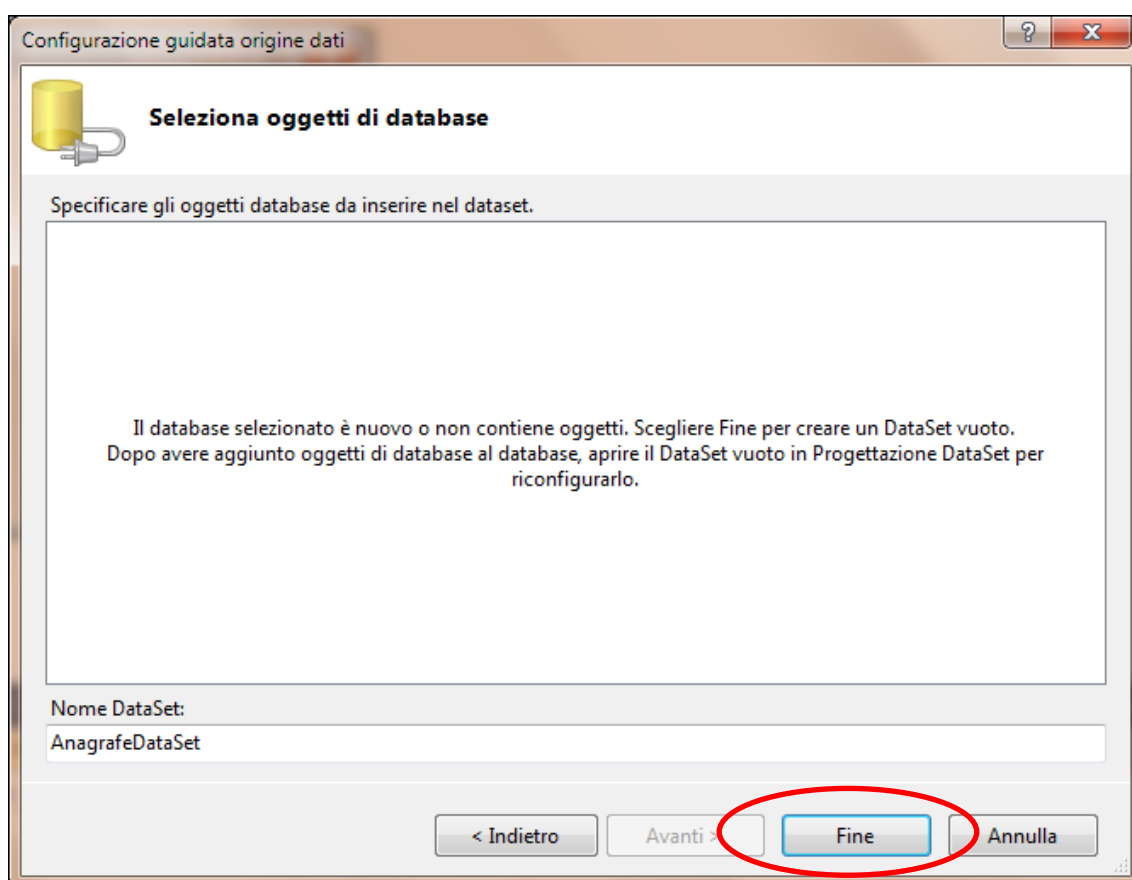 Configurazione guidata origine dati
Seleziona oggetti di database
Specificare gli oggetti database da inserire nel dataset.
Il database selezionato è nuovo o non contiene oggetti. Scegliere Fine per creare un DataSet vuoto.
Dopo avere aggiunto oggetti di database al database, aprire il DataSet vuoto in Progettazione DataSet per
riconfigurarlo.
Nome DataSet:
AnagrafeDataSet
< Indietro
Avanti >
Fine
Annulla